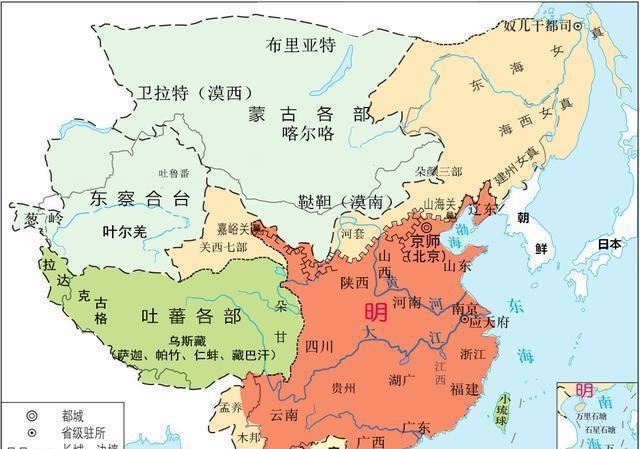 奴儿干都司
布里亚特
东海女真
卫拉特（漠西）
蒙古各部
海西女真
喀尔咯
建州女真
吐鲁番
朵颜三部
东察合台
鞑靼（漠南）
山海关
葱岭
辽东
叶尔羌
嘉峪关
河套
关西七部
京师
（北京）
渤海
朝鲜
日本
拉达克
古格
朵甘
陕西
山西
山东
黄河
河南
吐蕃各部
明
南京
应天府
东海
乌斯藏
（萨迦、帕竹、仁蚌、藏巴汗）
大江
四川
浙江
江西
贵州
湖广
福建
孟养
云南
小琉球
木邦
广西
广东
明
南
万里石塘
石星石塘
都城
省级驻所
长城、边墙